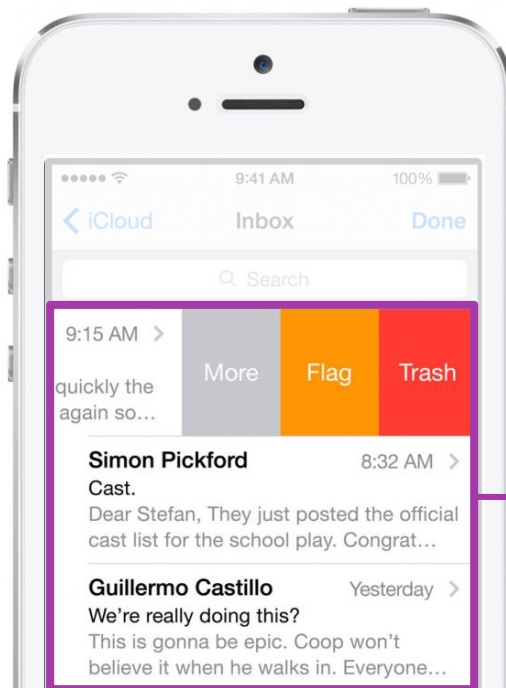 9:41 AM 100%
iCloud Inbox Done
Search
9:15 AM
More Flag Trash
quickly the
again so…
Simon Pickford 8:32 AM
Cast.
Dear Stefan, They just posted the official
cast list for the school play. Congrat…
Guillermo Castillo Yesterday
We're really doing this?
This is gonna be epic. Coop won't
believe it when he walks in. Everyone…